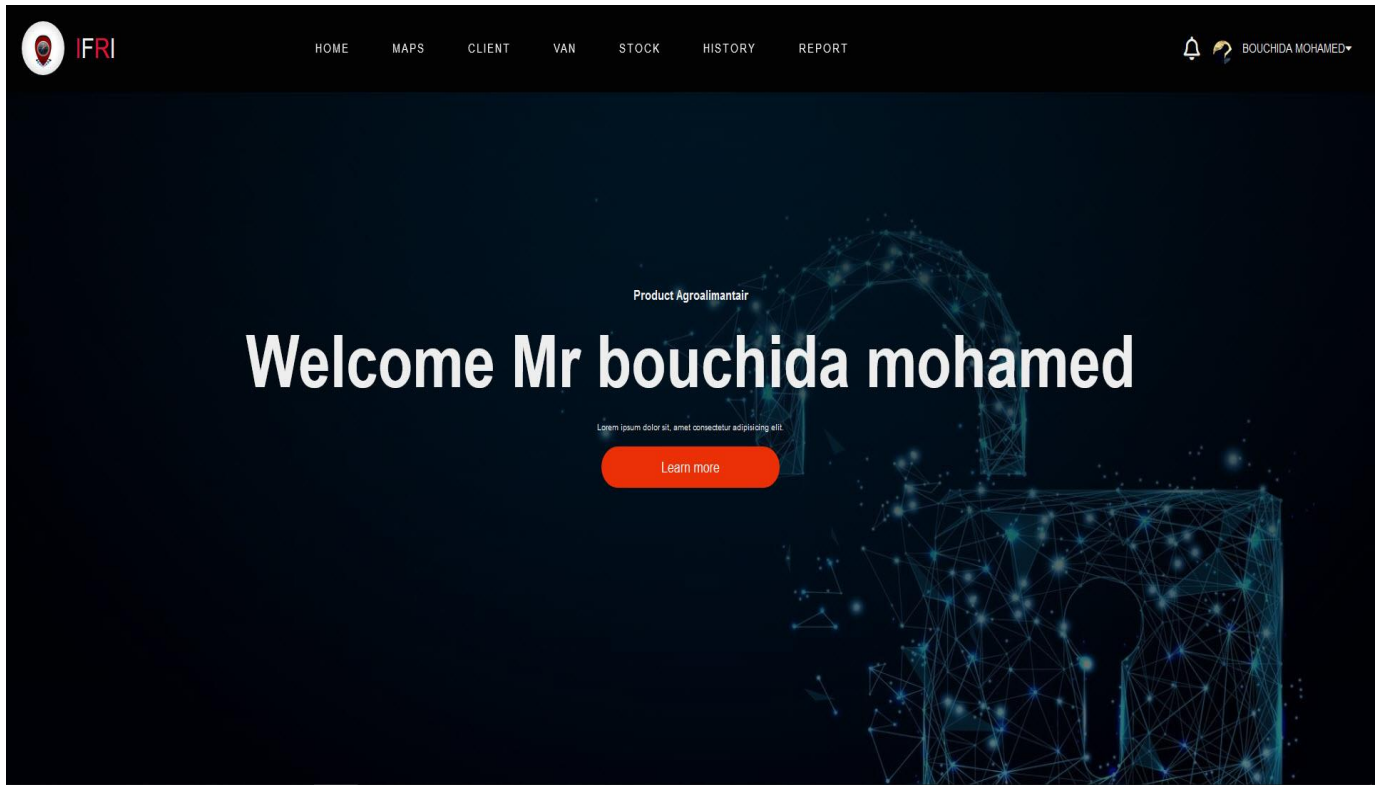 IFRI
HOME MAPS CLIENT VAN STOCK HISTORY REPORT
BOUCHIDA MOHAMED
Product Agroalimantair
Welcome Mr bouchida mohamed
Lorem ipsum dolor sit, amet consectetur adipisicing elit.
Learn more